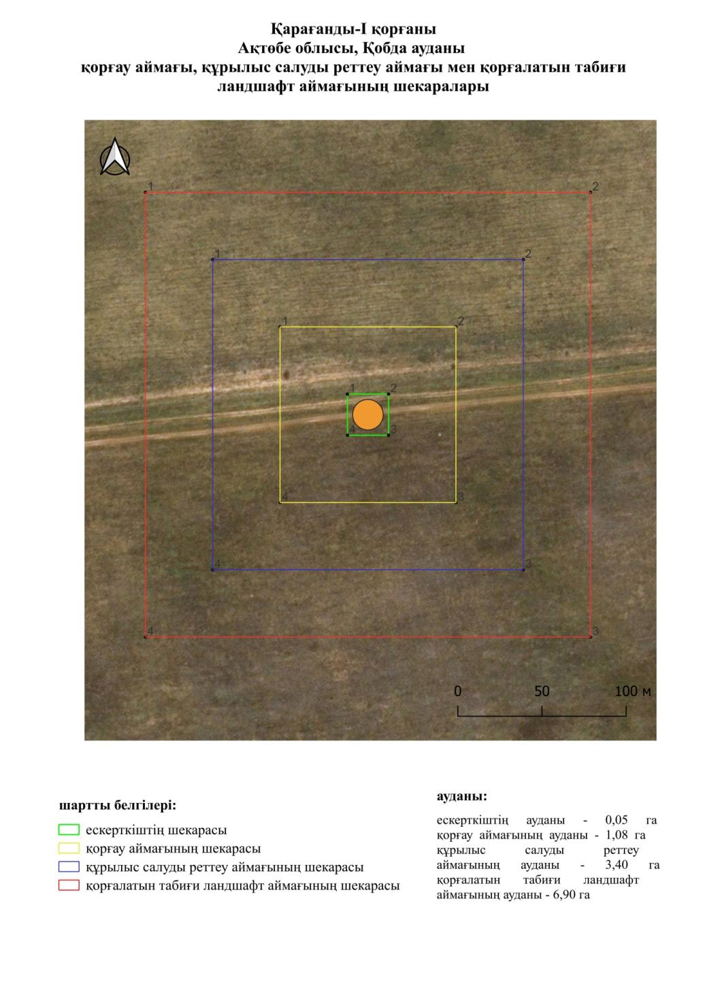 Қарағанды-I қорғаны
Ақтөбе облысы, Қобда ауданы
қорғау аймағы, құрылыс салуды реттеу аймағы мен қорғалатын табиғи
ландшафт аймағының шекаралары
1
2
1
2
1
2
1
2
4
3
4
3
4
3
4
3
0 50 100 м
шартты белгілері:
ескерткіштің шекарасы
қорғау аймағының шекарасы
құрылыс салуды реттеу аймағының шекарасы
қорғалатын табиғи ландшафт аймағының шекарасы
ауданы:
ескерткіштің ауданы - 0,05 га
қорғау аймағының ауданы - 1,08 га
құрылыс салуды реттеу
аймағының ауданы - 3,40 га
қорғалатын табиғи ландшафт
аймағының ауданы - 6,90 га